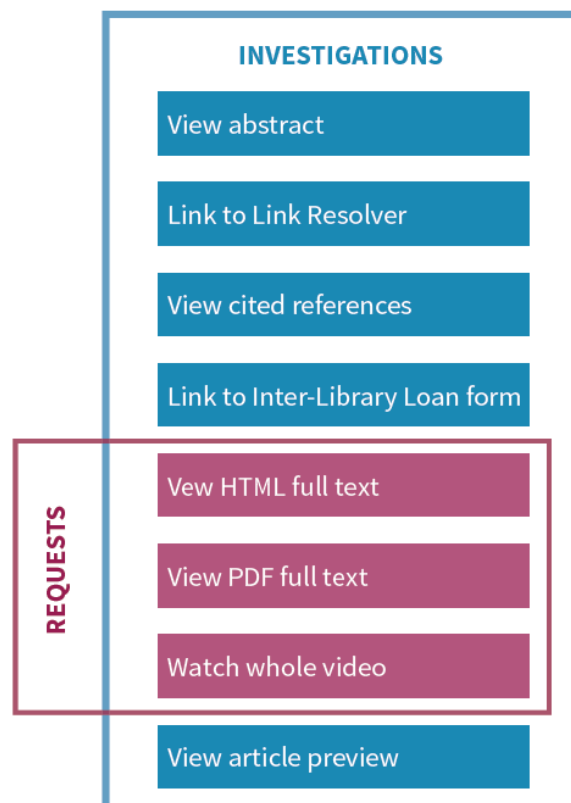 INVESTIGATIONS
View abstract
Link to Link Resolver
View cited references
Link to Inter-Library Loan form
REQUESTS
Vew HTML full text
View PDF full text
Watch whole video
View article preview